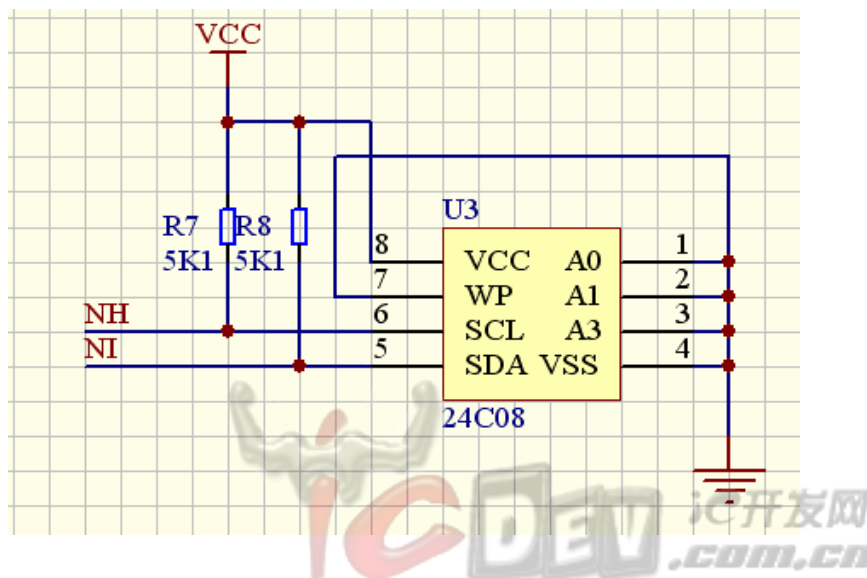 VCC
U3
R7 R8
5K1 5K1
8 VCC A0 1
7 WP A1 2
NH 6 SCL A3 3
NI 5 SDA VSS 4
24C08
iCDEV iC开发网
.com.cn